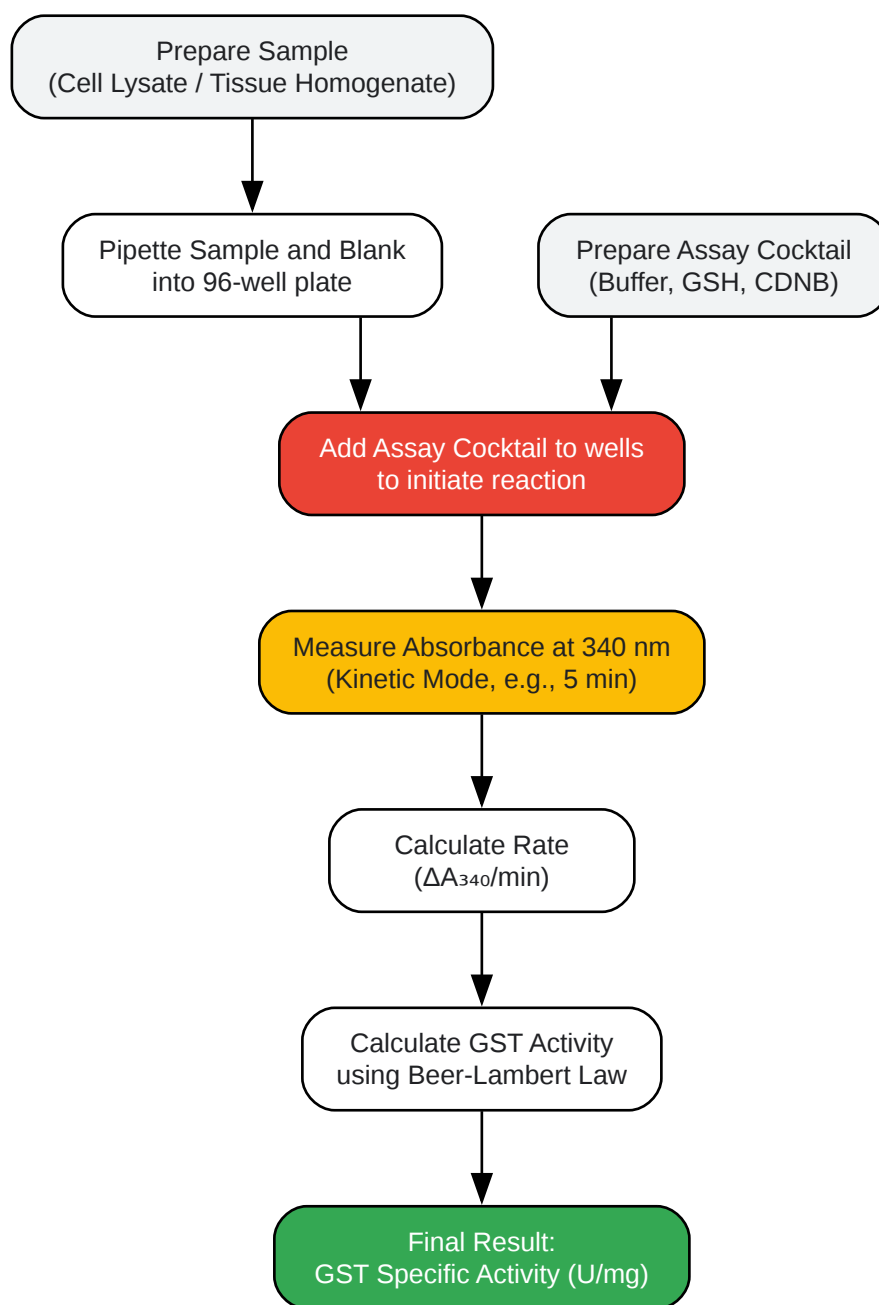 Prepare Sample
(Cell Lysate / Tissue Homogenate)
Pipette Sample and Blank
into 96-well plate
Prepare Assay Cocktail
(Buffer, GSH, CDNB)
Add Assay Cocktail to wells
to initiate reaction
Measure Absorbance at 340 nm
(Kinetic Mode, e.g., 5 min)
Calculate Rate
(ΔA₃₄₀/min)
Calculate GST Activity
using Beer-Lambert Law
Final Result:
GST Specific Activity (U/mg)